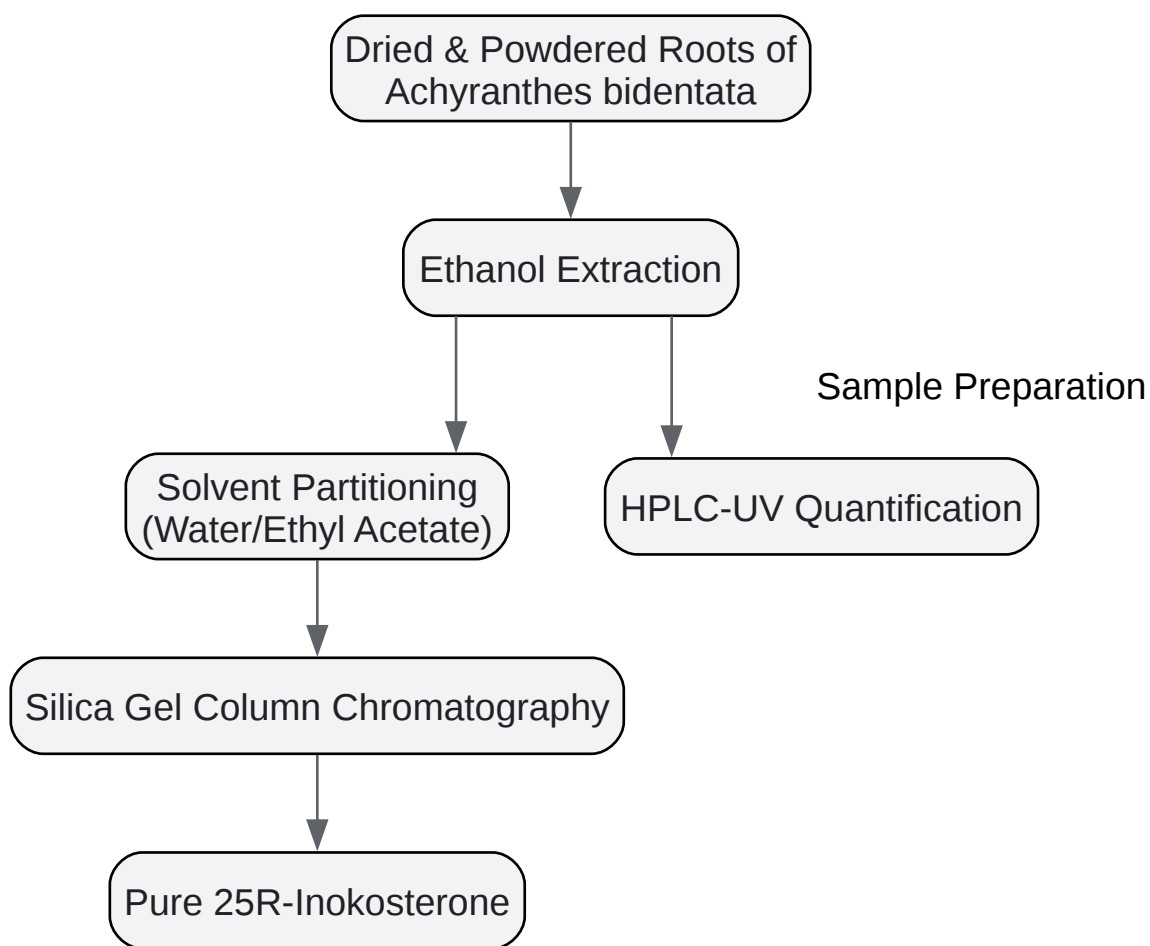 Dried & Powdered Roots of
Achyranthes bidentata
Ethanol Extraction
Sample Preparation
Solvent Partitioning
(Water/Ethyl Acetate)
HPLC-UV Quantification
Silica Gel Column Chromatography
Pure 25R-Inokosterone